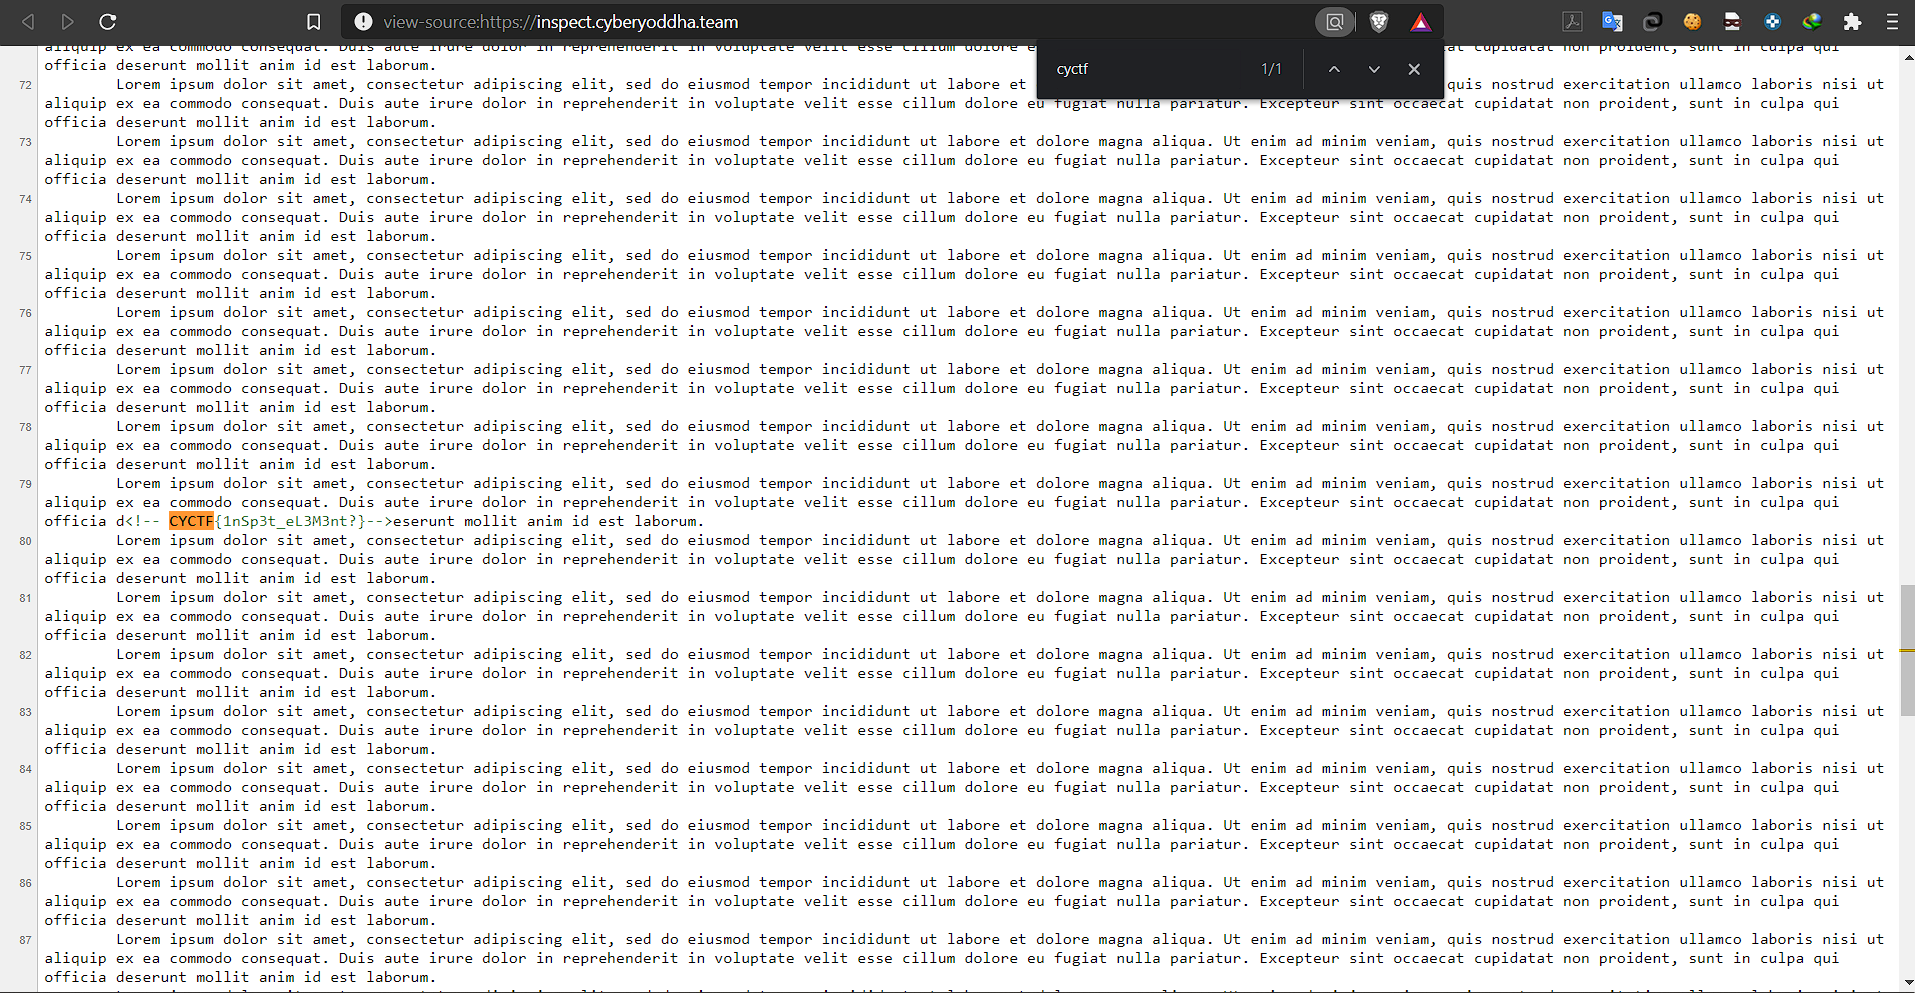 view-source:https://inspect.cyberyoddha.team
cyctf 1/1
aliquip ex ea commodo consequat. Duis aute irure dolor in reprehenderit in voluptate velit esse cillum dolore e at cupidatat non proident, sunt in culpa qui
officia deserunt mollit anim id est laborum.
72 Lorem ipsum dolor sit amet, consectetur adipiscing elit, sed do eiusmod tempor incididunt ut labore et quis nostrud exercitation ullamco laboris nisi ut
aliquip ex ea commodo consequat. Duis aute irure dolor in reprehenderit in voluptate velit esse cillum dolore eu fugiat nulla pariatur. Excepteur sint occaecat cupidatat non proident, sunt in culpa qui
officia deserunt mollit anim id est laborum.
73 Lorem ipsum dolor sit amet, consectetur adipiscing elit, sed do eiusmod tempor incididunt ut labore et dolore magna aliqua. Ut enim ad minim veniam, quis nostrud exercitation ullamco laboris nisi ut
aliquip ex ea commodo consequat. Duis aute irure dolor in reprehenderit in voluptate velit esse cillum dolore eu fugiat nulla pariatur. Excepteur sint occaecat cupidatat non proident, sunt in culpa qui
officia deserunt mollit anim id est laborum.
74 Lorem ipsum dolor sit amet, consectetur adipiscing elit, sed do eiusmod tempor incididunt ut labore et dolore magna aliqua. Ut enim ad minim veniam, quis nostrud exercitation ullamco laboris nisi ut
aliquip ex ea commodo consequat. Duis aute irure dolor in reprehenderit in voluptate velit esse cillum dolore eu fugiat nulla pariatur. Excepteur sint occaecat cupidatat non proident, sunt in culpa qui
officia deserunt mollit anim id est laborum.
75 Lorem ipsum dolor sit amet, consectetur adipiscing elit, sed do eiusmod tempor incididunt ut labore et dolore magna aliqua. Ut enim ad minim veniam, quis nostrud exercitation ullamco laboris nisi ut
aliquip ex ea commodo consequat. Duis aute irure dolor in reprehenderit in voluptate velit esse cillum dolore eu fugiat nulla pariatur. Excepteur sint occaecat cupidatat non proident, sunt in culpa qui
officia deserunt mollit anim id est laborum.
76 Lorem ipsum dolor sit amet, consectetur adipiscing elit, sed do eiusmod tempor incididunt ut labore et dolore magna aliqua. Ut enim ad minim veniam, quis nostrud exercitation ullamco laboris nisi ut
aliquip ex ea commodo consequat. Duis aute irure dolor in reprehenderit in voluptate velit esse cillum dolore eu fugiat nulla pariatur. Excepteur sint occaecat cupidatat non proident, sunt in culpa qui
officia deserunt mollit anim id est laborum.
77 Lorem ipsum dolor sit amet, consectetur adipiscing elit, sed do eiusmod tempor incididunt ut labore et dolore magna aliqua. Ut enim ad minim veniam, quis nostrud exercitation ullamco laboris nisi ut
aliquip ex ea commodo consequat. Duis aute irure dolor in reprehenderit in voluptate velit esse cillum dolore eu fugiat nulla pariatur. Excepteur sint occaecat cupidatat non proident, sunt in culpa qui
officia deserunt mollit anim id est laborum.
78 Lorem ipsum dolor sit amet, consectetur adipiscing elit, sed do eiusmod tempor incididunt ut labore et dolore magna aliqua. Ut enim ad minim veniam, quis nostrud exercitation ullamco laboris nisi ut
aliquip ex ea commodo consequat. Duis aute irure dolor in reprehenderit in voluptate velit esse cillum dolore eu fugiat nulla pariatur. Excepteur sint occaecat cupidatat non proident, sunt in culpa qui
officia deserunt mollit anim id est laborum.
79 Lorem ipsum dolor sit amet, consectetur adipiscing elit, sed do eiusmod tempor incididunt ut labore et dolore magna aliqua. Ut enim ad minim veniam, quis nostrud exercitation ullamco laboris nisi ut
aliquip ex ea commodo consequat. Duis aute irure dolor in reprehenderit in voluptate velit esse cillum dolore eu fugiat nulla pariatur. Excepteur sint occaecat cupidatat non proident, sunt in culpa qui
officia d<!-- CYCTF{1nSp3t_eL3M3nt?}-->eserunt mollit anim id est laborum.
80 Lorem ipsum dolor sit amet, consectetur adipiscing elit, sed do eiusmod tempor incididunt ut labore et dolore magna aliqua. Ut enim ad minim veniam, quis nostrud exercitation ullamco laboris nisi ut
aliquip ex ea commodo consequat. Duis aute irure dolor in reprehenderit in voluptate velit esse cillum dolore eu fugiat nulla pariatur. Excepteur sint occaecat cupidatat non proident, sunt in culpa qui
officia deserunt mollit anim id est laborum.
81 Lorem ipsum dolor sit amet, consectetur adipiscing elit, sed do eiusmod tempor incididunt ut labore et dolore magna aliqua. Ut enim ad minim veniam, quis nostrud exercitation ullamco laboris nisi ut
aliquip ex ea commodo consequat. Duis aute irure dolor in reprehenderit in voluptate velit esse cillum dolore eu fugiat nulla pariatur. Excepteur sint occaecat cupidatat non proident, sunt in culpa qui
officia deserunt mollit anim id est laborum.
82 Lorem ipsum dolor sit amet, consectetur adipiscing elit, sed do eiusmod tempor incididunt ut labore et dolore magna aliqua. Ut enim ad minim veniam, quis nostrud exercitation ullamco laboris nisi ut
aliquip ex ea commodo consequat. Duis aute irure dolor in reprehenderit in voluptate velit esse cillum dolore eu fugiat nulla pariatur. Excepteur sint occaecat cupidatat non proident, sunt in culpa qui
officia deserunt mollit anim id est laborum.
83 Lorem ipsum dolor sit amet, consectetur adipiscing elit, sed do eiusmod tempor incididunt ut labore et dolore magna aliqua. Ut enim ad minim veniam, quis nostrud exercitation ullamco laboris nisi ut
aliquip ex ea commodo consequat. Duis aute irure dolor in reprehenderit in voluptate velit esse cillum dolore eu fugiat nulla pariatur. Excepteur sint occaecat cupidatat non proident, sunt in culpa qui
officia deserunt mollit anim id est laborum.
84 Lorem ipsum dolor sit amet, consectetur adipiscing elit, sed do eiusmod tempor incididunt ut labore et dolore magna aliqua. Ut enim ad minim veniam, quis nostrud exercitation ullamco laboris nisi ut
aliquip ex ea commodo consequat. Duis aute irure dolor in reprehenderit in voluptate velit esse cillum dolore eu fugiat nulla pariatur. Excepteur sint occaecat cupidatat non proident, sunt in culpa qui
officia deserunt mollit anim id est laborum.
85 Lorem ipsum dolor sit amet, consectetur adipiscing elit, sed do eiusmod tempor incididunt ut labore et dolore magna aliqua. Ut enim ad minim veniam, quis nostrud exercitation ullamco laboris nisi ut
aliquip ex ea commodo consequat. Duis aute irure dolor in reprehenderit in voluptate velit esse cillum dolore eu fugiat nulla pariatur. Excepteur sint occaecat cupidatat non proident, sunt in culpa qui
officia deserunt mollit anim id est laborum.
86 Lorem ipsum dolor sit amet, consectetur adipiscing elit, sed do eiusmod tempor incididunt ut labore et dolore magna aliqua. Ut enim ad minim veniam, quis nostrud exercitation ullamco laboris nisi ut
aliquip ex ea commodo consequat. Duis aute irure dolor in reprehenderit in voluptate velit esse cillum dolore eu fugiat nulla pariatur. Excepteur sint occaecat cupidatat non proident, sunt in culpa qui
officia deserunt mollit anim id est laborum.
87 Lorem ipsum dolor sit amet, consectetur adipiscing elit, sed do eiusmod tempor incididunt ut labore et dolore magna aliqua. Ut enim ad minim veniam, quis nostrud exercitation ullamco laboris nisi ut
aliquip ex ea commodo consequat. Duis aute irure dolor in reprehenderit in voluptate velit esse cillum dolore eu fugiat nulla pariatur. Excepteur sint occaecat cupidatat non proident, sunt in culpa qui
officia deserunt mollit anim id est laborum.